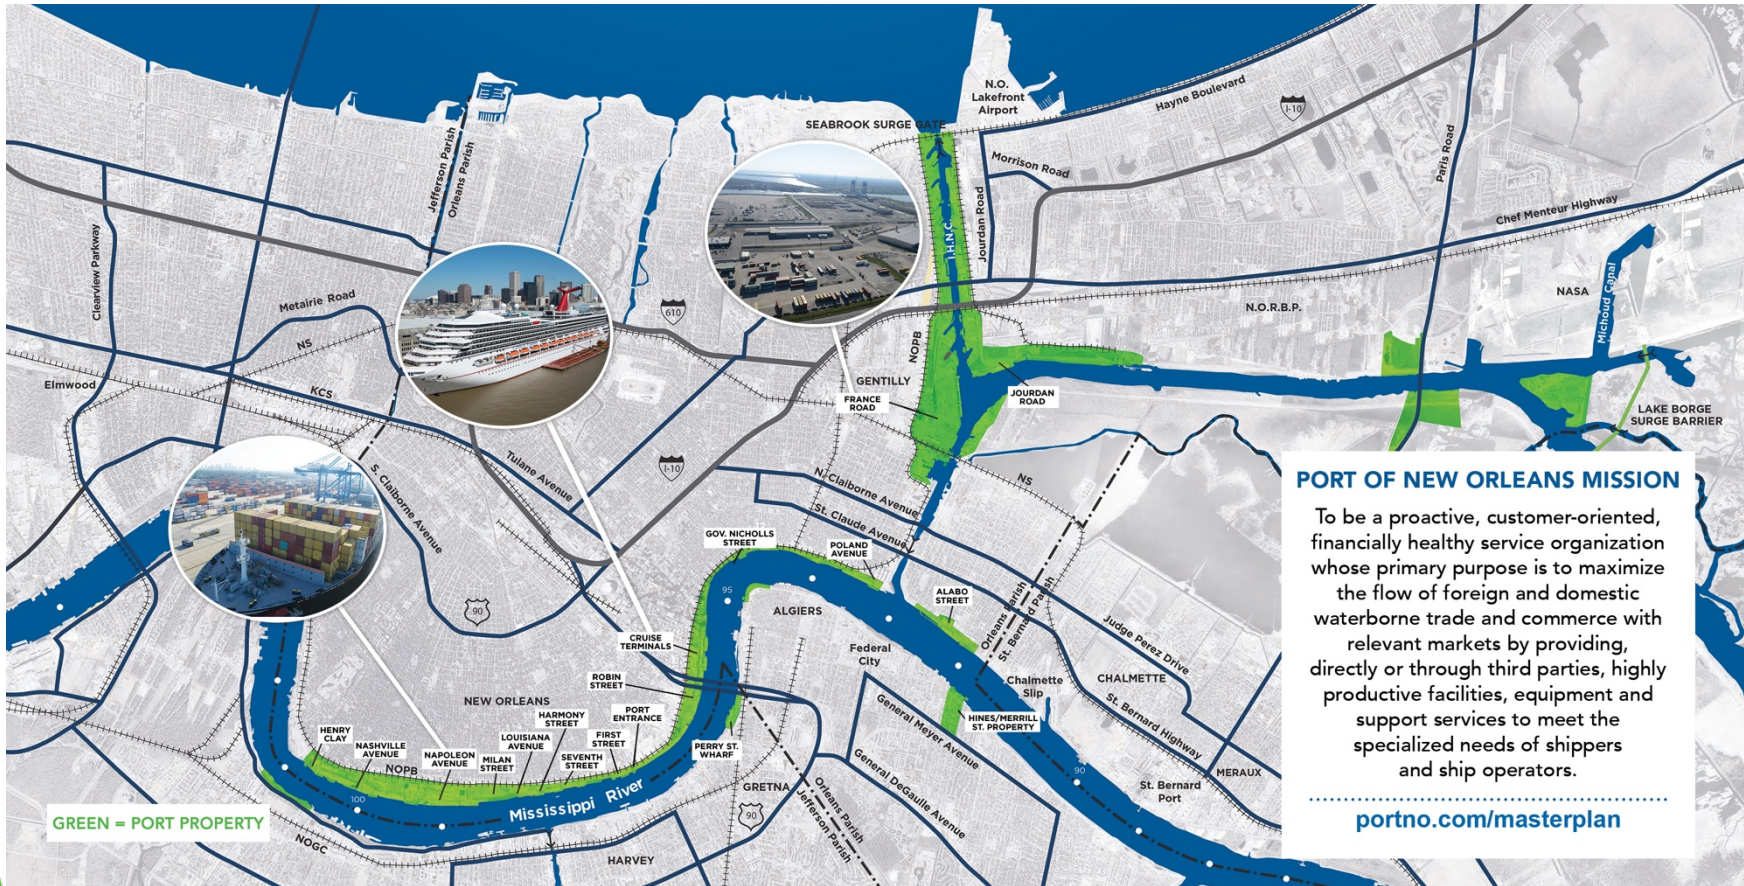 N.O.
Lakefront
Airport
Hayne Boulevard
I-10
SEABROOK SURGE GATE
Jefferson Parish
Orleans Parish
Morrison Road
Paris Road
Jourdan Road
I.H.N.C.
Chef Menteur Highway
Clearview Parkway
Metairie Road
610
NASA
Michoud Canal
N.O.R.B.P.
NS
NOPB
Elmwood
KCS
GENTILLY
FRANCE
ROAD
JOURDAN
ROAD
LAKE BORGE
SURGE BARRIER
S. Claiborne Avenue
Tulane Avenue
I-10
N. Claiborne Avenue
NS
St. Claude Avenue
GOV. NICHOLLS
STREET
POLAND
AVENUE
95
90
ALGIERS
ALABO
STREET
Orleans Parish
St. Bernard Parish
Judge Perez Drive
CRUISE
TERMINALS
Federal
City
ROBIN
STREET
Chalmette
Slip
CHALMETTE
NEW ORLEANS
HARMONY
STREET
PORT
ENTRANCE
General Meyer Avenue
HINES/MERRILL
ST. PROPERTY
St. Bernard Highway
HENRY
CLAY
NASHVILLE
AVENUE
NAPOLEON
AVENUE
MILAN
STREET
LOUISIANA
AVENUE
SEVENTH
STREET
FIRST
STREET
PERRY ST.
WHARF
NOPB
General DeGaulle Avenue
90
MERAUX
St. Bernard
Port
100
Mississippi River
GRETNA
90
Orleans Parish
Jefferson Parish
NOGC
HARVEY
GREEN = PORT PROPERTY
PORT OF NEW ORLEANS MISSION
To be a proactive, customer-oriented,
financially healthy service organization
whose primary purpose is to maximize
the flow of foreign and domestic
waterborne trade and commerce with
relevant markets by providing,
directly or through third parties, highly
productive facilities, equipment and
support services to meet the
specialized needs of shippers
and ship operators.
portno.com/masterplan